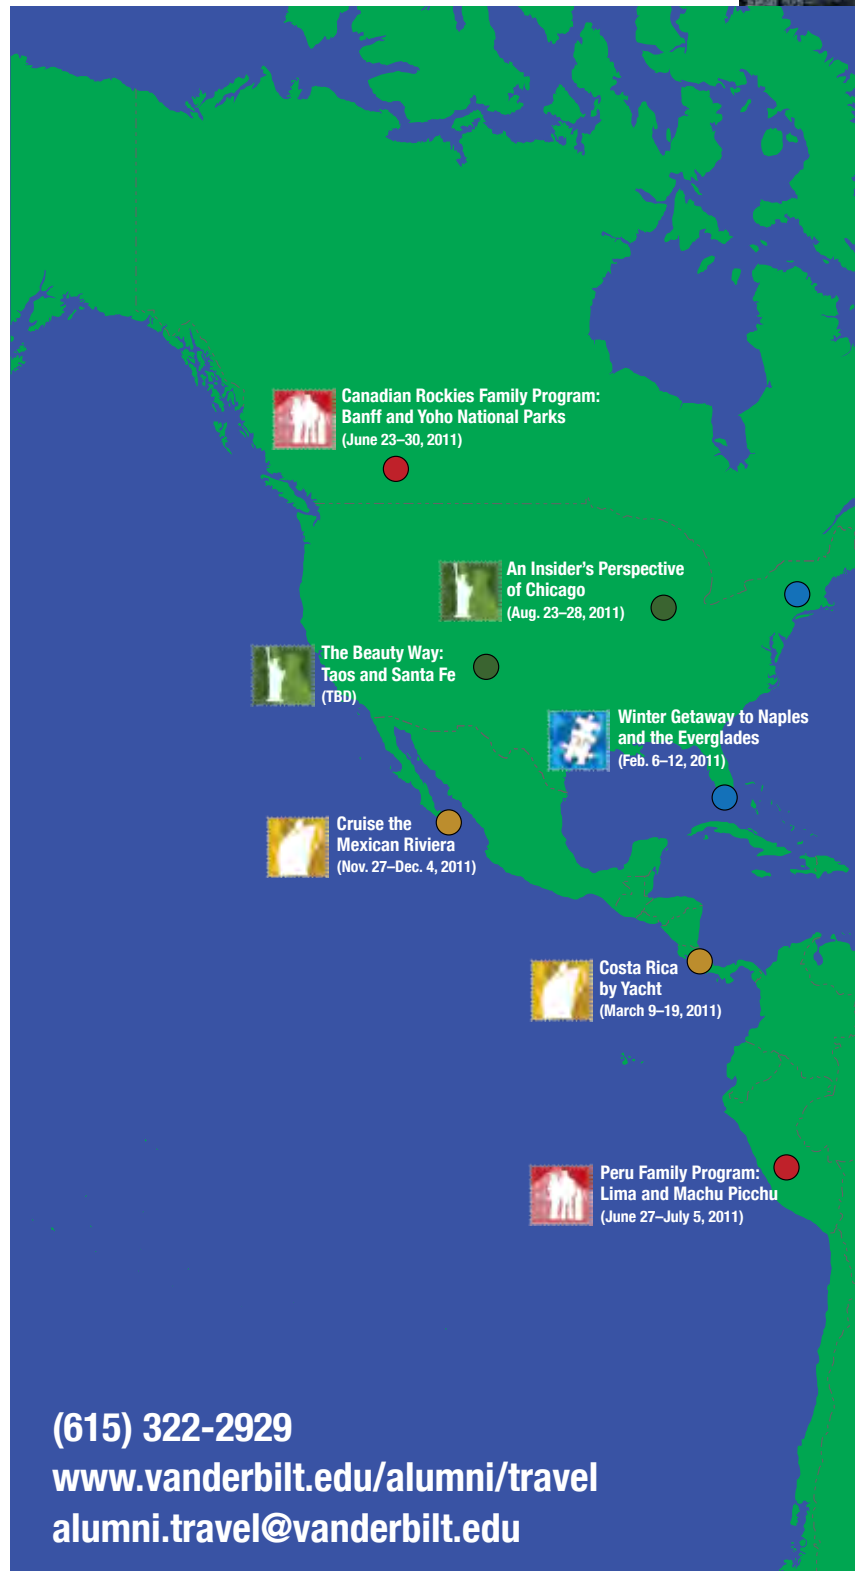 Canadian Rockies Family Program:
Banff and Yoho National Parks
(June 23–30, 2011)
An Insider’s Perspective
of Chicago
(Aug. 23–28, 2011)
The Beauty Way:
Taos and Santa Fe
(TBD)
Winter Getaway to Naples
and the Everglades
(Feb. 6–12, 2011)
Cruise the
Mexican Riviera
(Nov. 27–Dec. 4, 2011)
Costa Rica
by Yacht
(March 9–19, 2011)
Peru Family Program:
Lima and Machu Picchu
(June 27–July 5, 2011)
(615) 322-2929
www.vanderbilt.edu/alumni/travel
alumni.travel@vanderbilt.edu